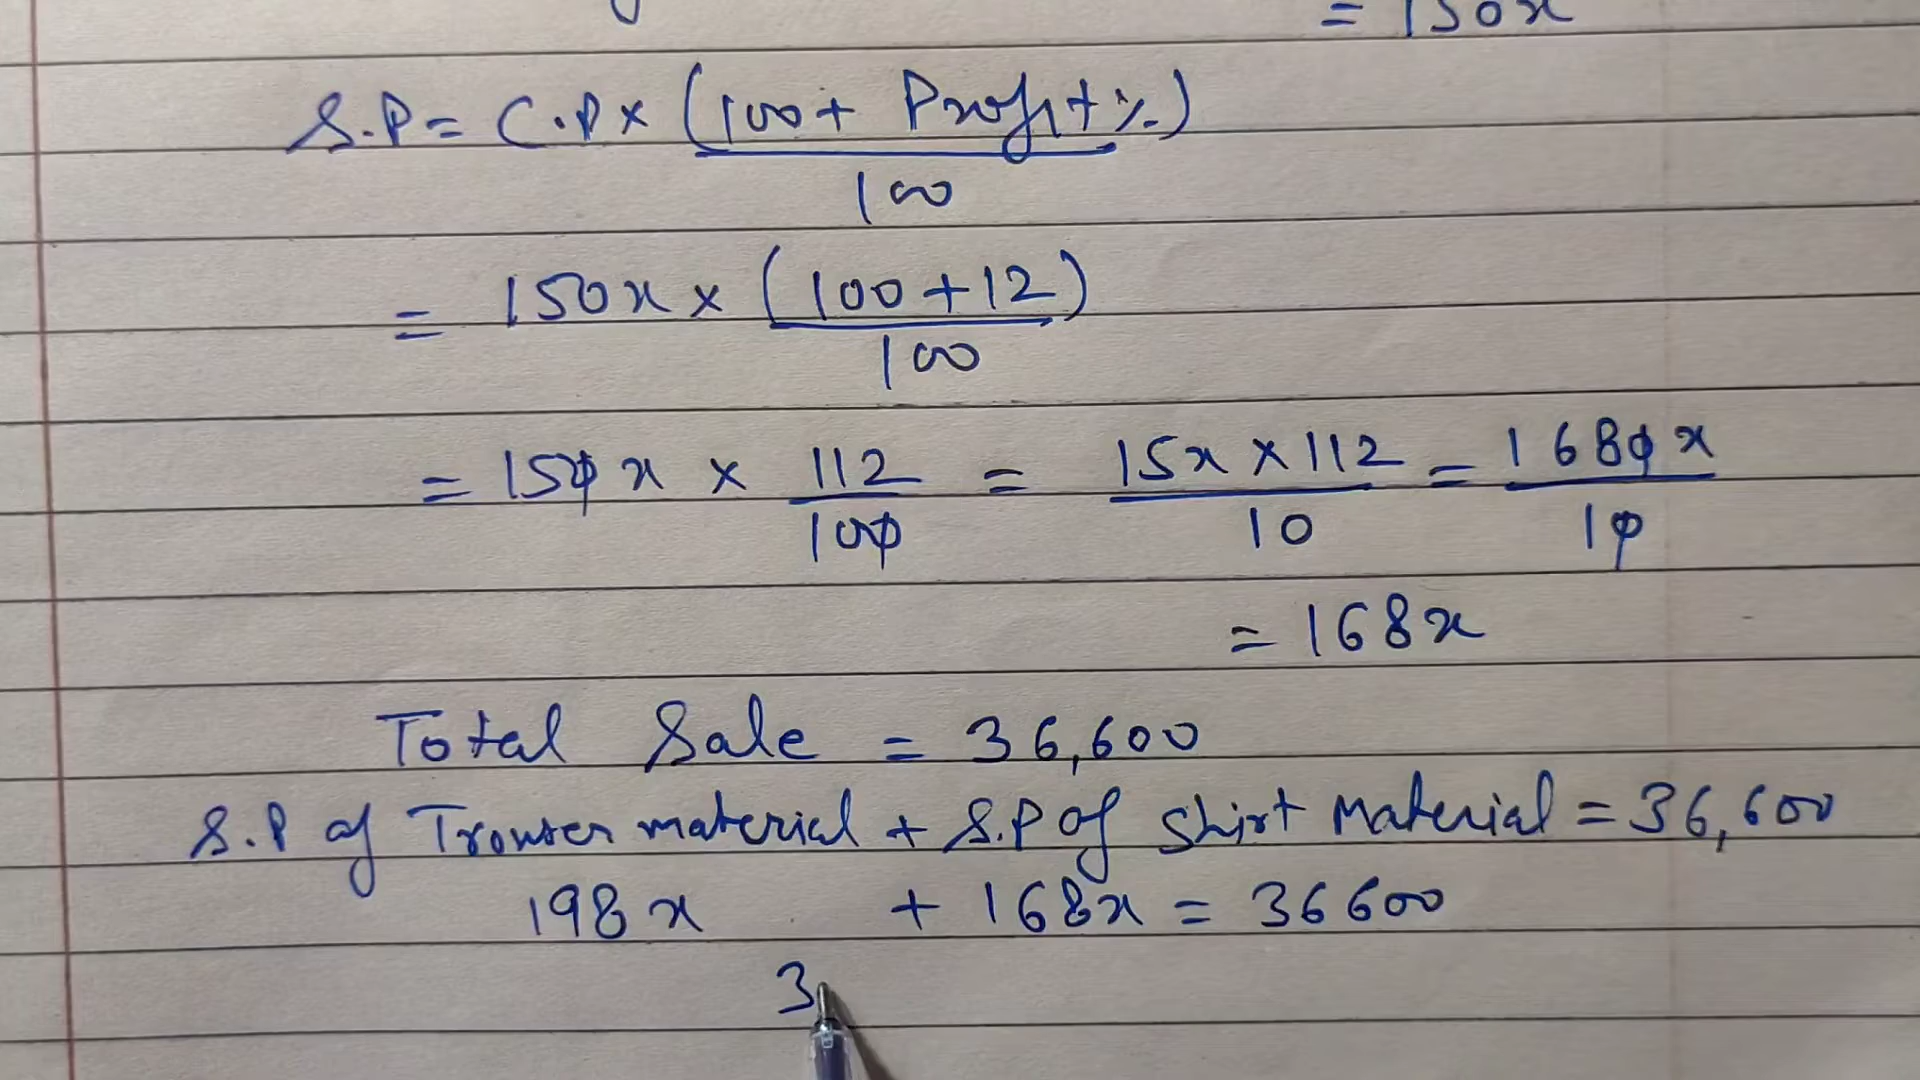 = 150x
S.P = C.P × (100 + Profit %)
100
= 150x × (100 + 12)
100
= 150x × 112 = 15x × 112 = 1680x
100 10 10
= 168x
Total Sale = 36,600
S.P of Trouser material + S.P of Shirt Material = 36,600
198x + 168x = 36600
3